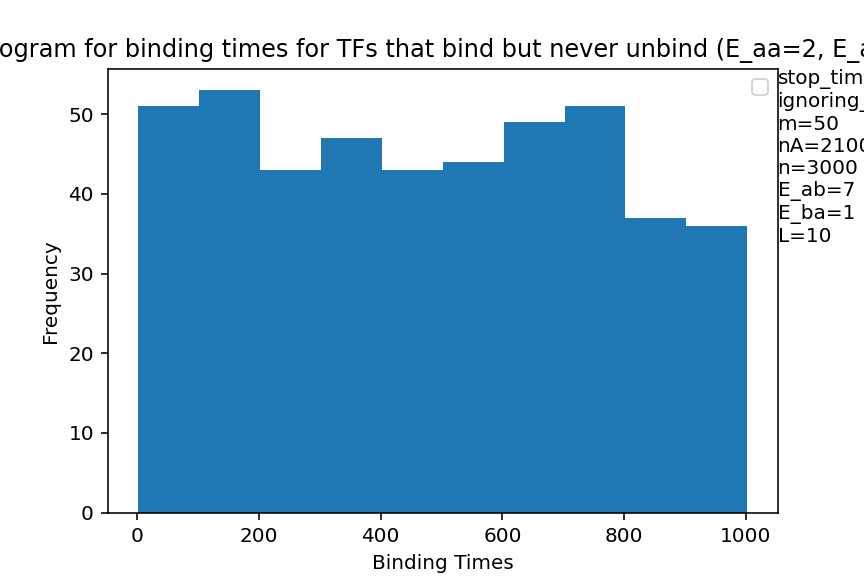 ogram for binding times for TFs that bind but never unbind (E_aa=2, E_a
stop_tim
ignoring_
m=50
nA=2100
n=3000
E_ab=7
E_ba=1
L=10
50
40
30
20
10
0
Frequency
0 200 400 600 800 1000
Binding Times